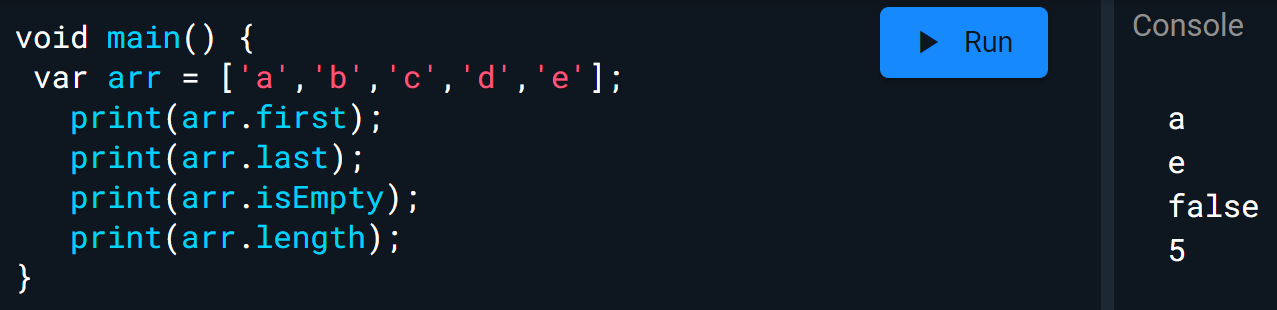 void main() {
 var arr = ['a','b','c','d','e'];
   print(arr.first);
   print(arr.last);
   print(arr.isEmpty);
   print(arr.length);
}
Run
Console
a
e
false
5